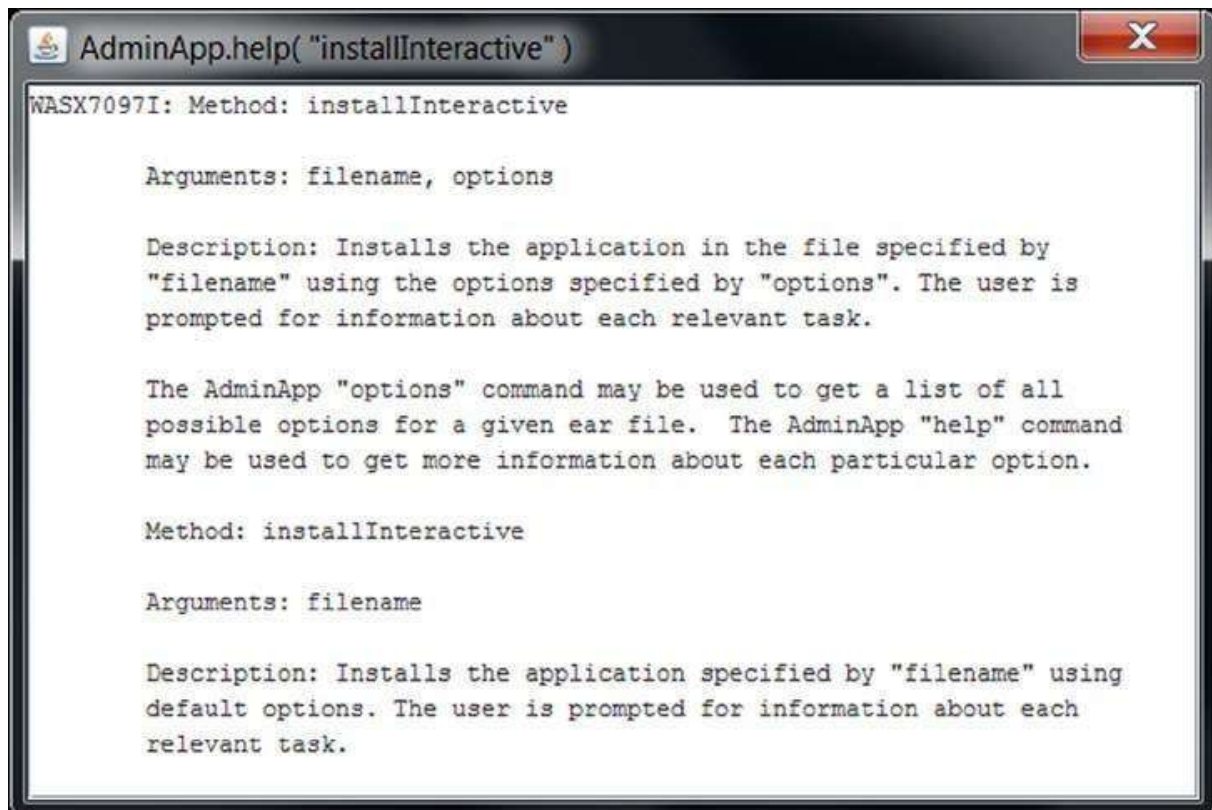 AdminApp.help( "installInteractive" )
X
WASX7097I: Method: installInteractive
Arguments: filename, options
Description: Installs the application in the file specified by
"filename" using the options specified by "options". The user is
prompted for information about each relevant task.
The AdminApp "options" command may be used to get a list of all
possible options for a given ear file.  The AdminApp "help" command
may be used to get more information about each particular option.
Method: installInteractive
Arguments: filename
Description: Installs the application specified by "filename" using
default options. The user is prompted for information about each
relevant task.